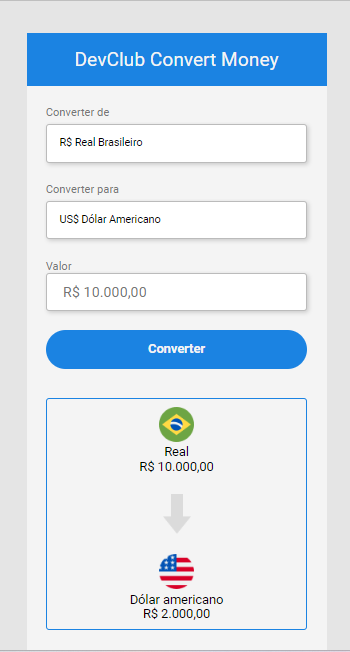 DevClub Convert Money
Converter de
R$ Real Brasileiro
Converter para
US$ Dólar Americano
Valor
R$ 10.000,00
Converter
Real
R$ 10.000,00
Dólar americano
R$ 2.000,00